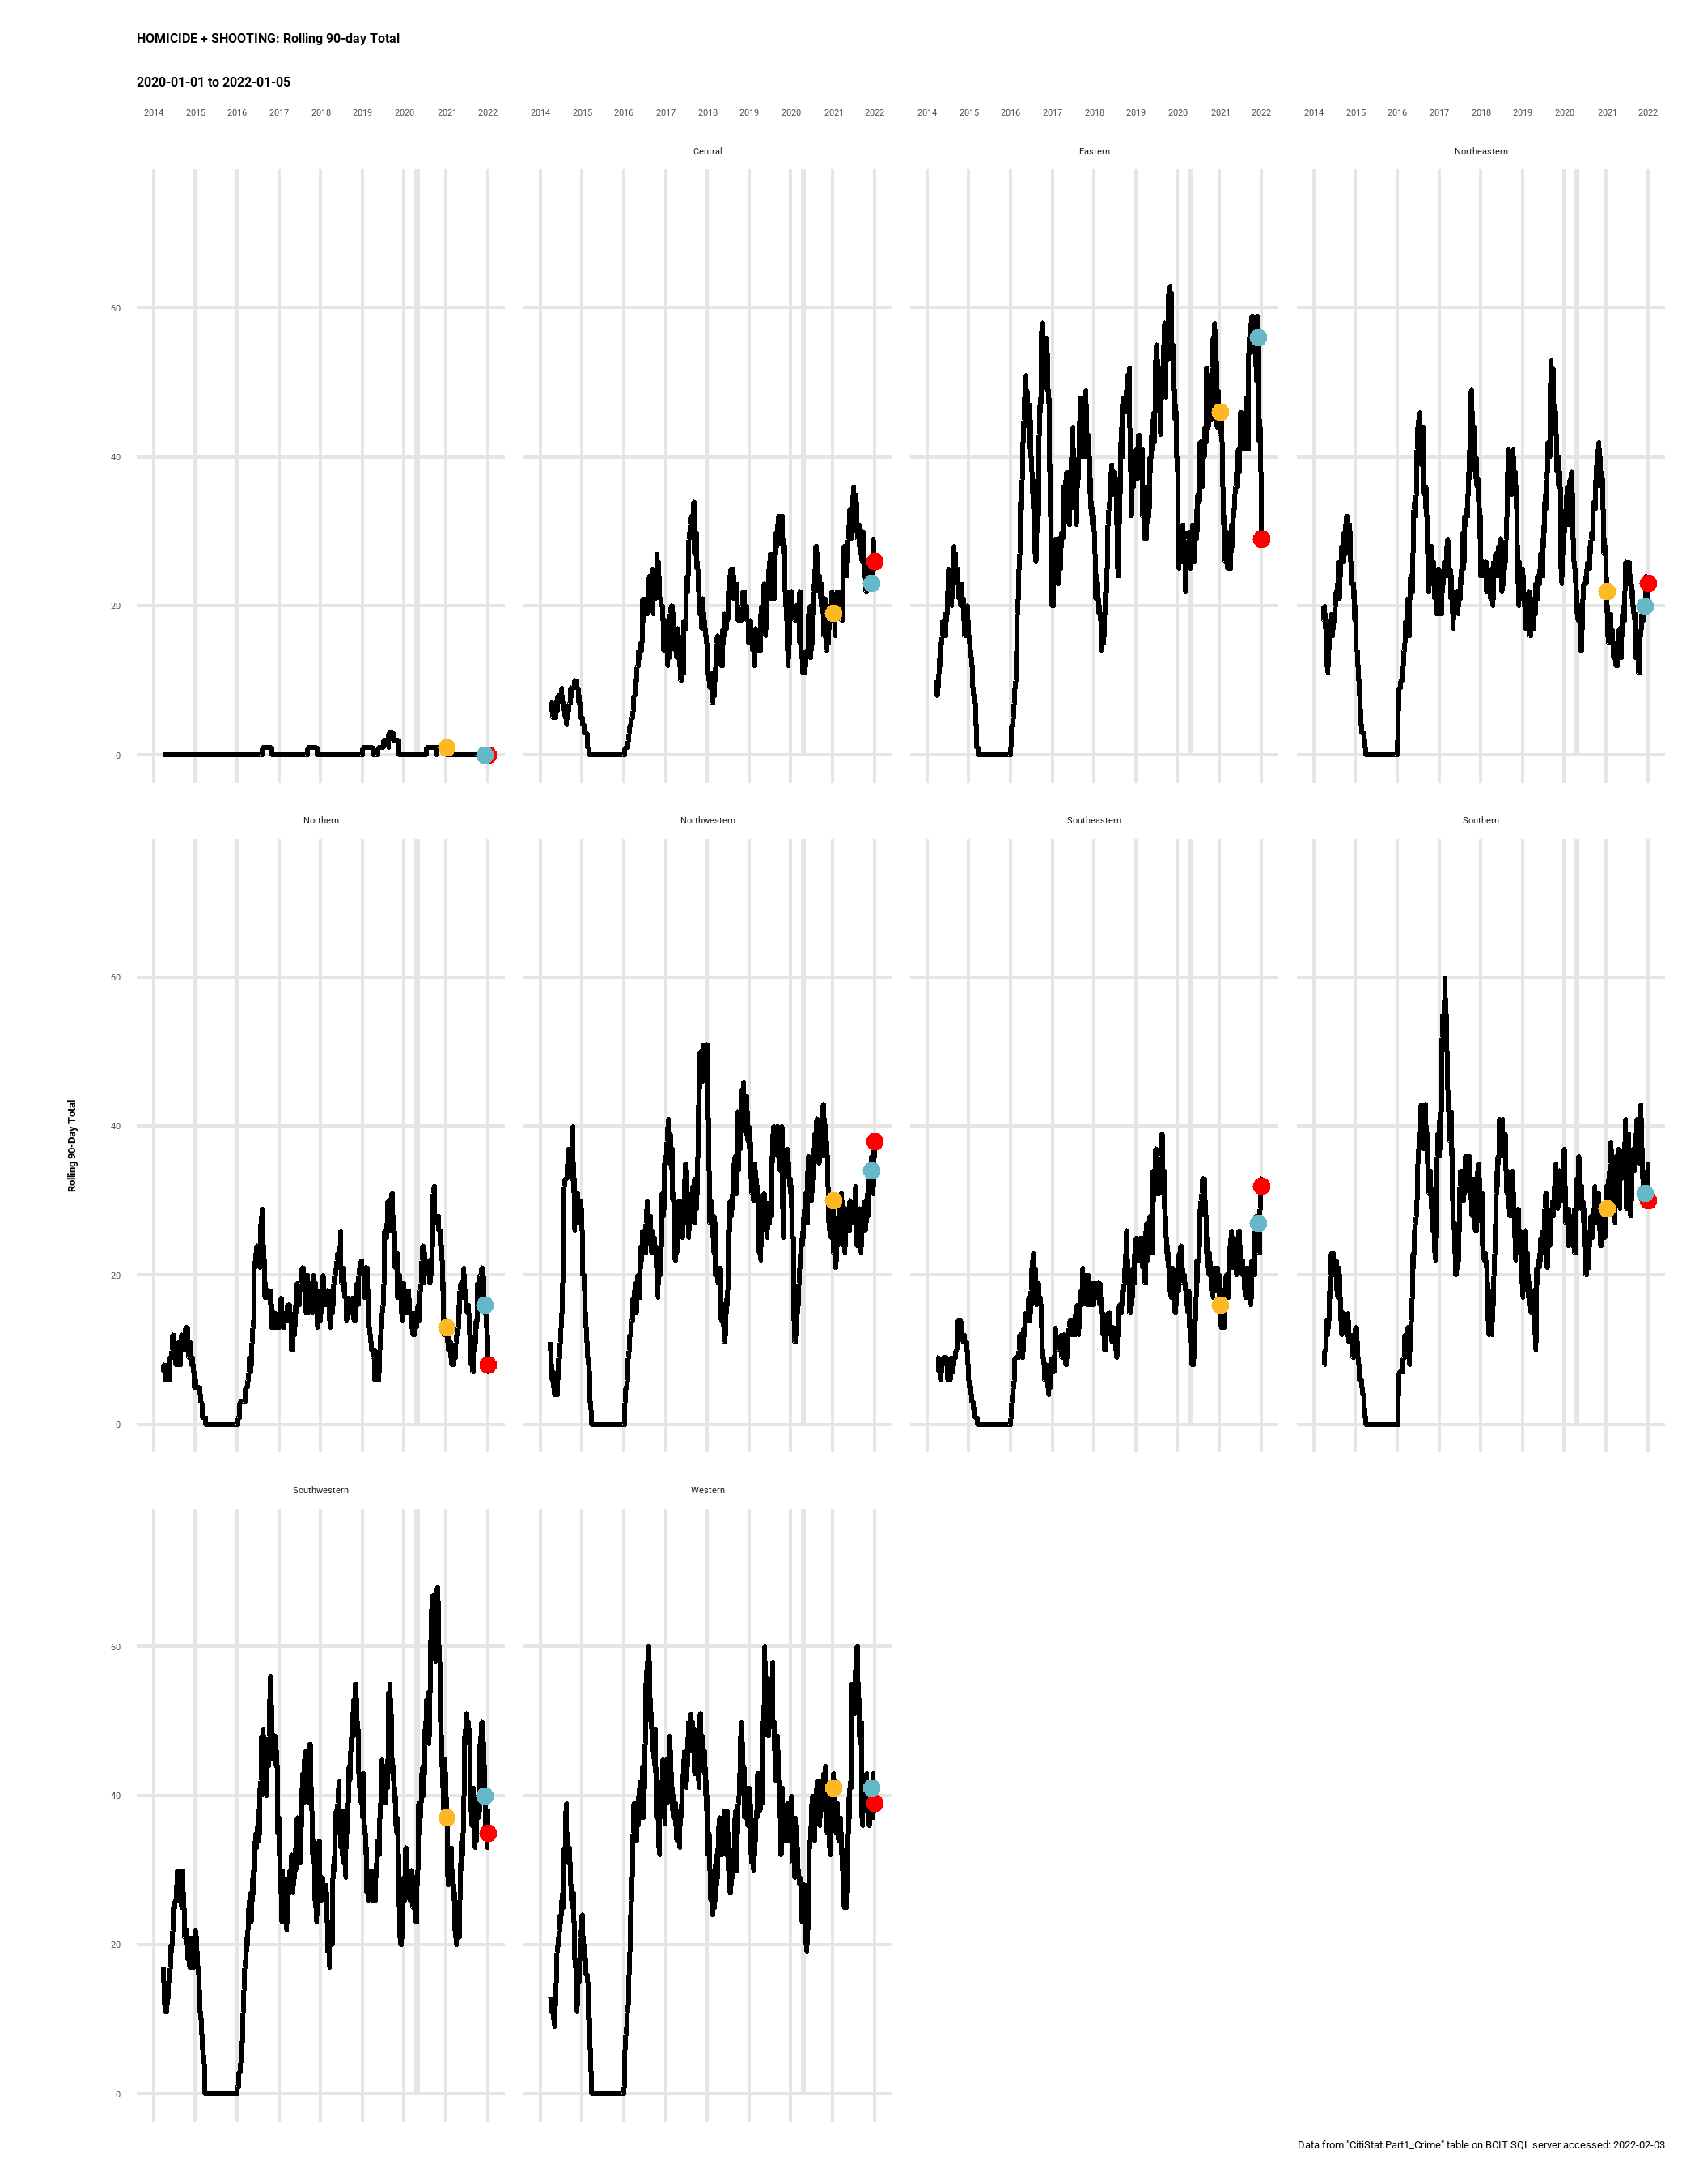 HOMICIDE + SHOOTING: Rolling 90-day Total
2020-01-01 to 2022-01-05
2014 2015 2016 2017 2018 2019 2020 2021 2022 2014 2015 2016 2017 2018 2019 2020 2021 2022 2014 2015 2016 2017 2018 2019 2020 2021 2022 2014 2015 2016 2017 2018 2019 2020 2021 2022
Central Eastern Northeastern
60
40
20
0
Northern Northwestern Southeastern Southern
60
40
20
0
Rolling 90-Day Total
Southwestern Western
60
40
20
0
Data from "CitiStat.Part1_Crime" table on BCIT SQL server accessed: 2022-02-03